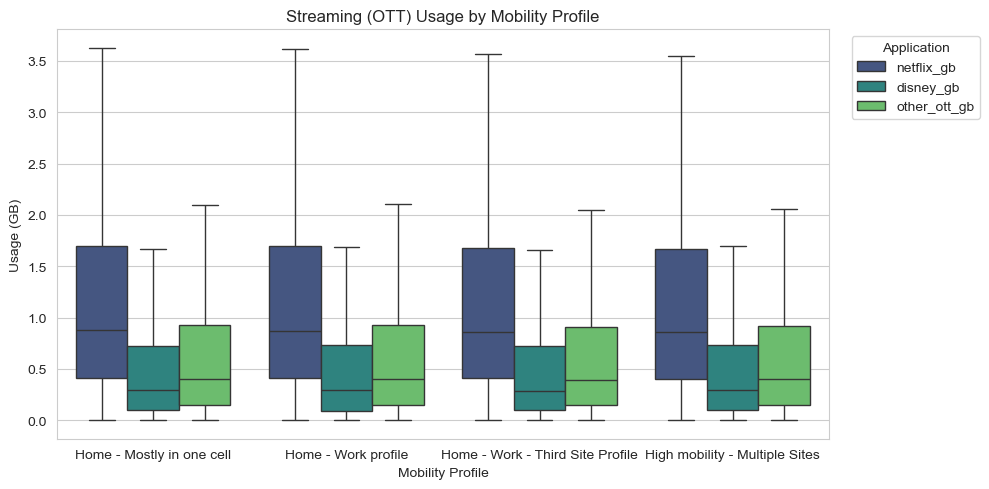 Streaming (OTT) Usage by Mobility Profile
Application
netflix_gb
disney_gb
other_ott_gb
Usage (GB)
3.5
3.0
2.5
2.0
1.5
1.0
0.5
0.0
Home - Mostly in one cell
Home - Work profile
Home - Work - Third Site Profile
High mobility - Multiple Sites
Mobility Profile